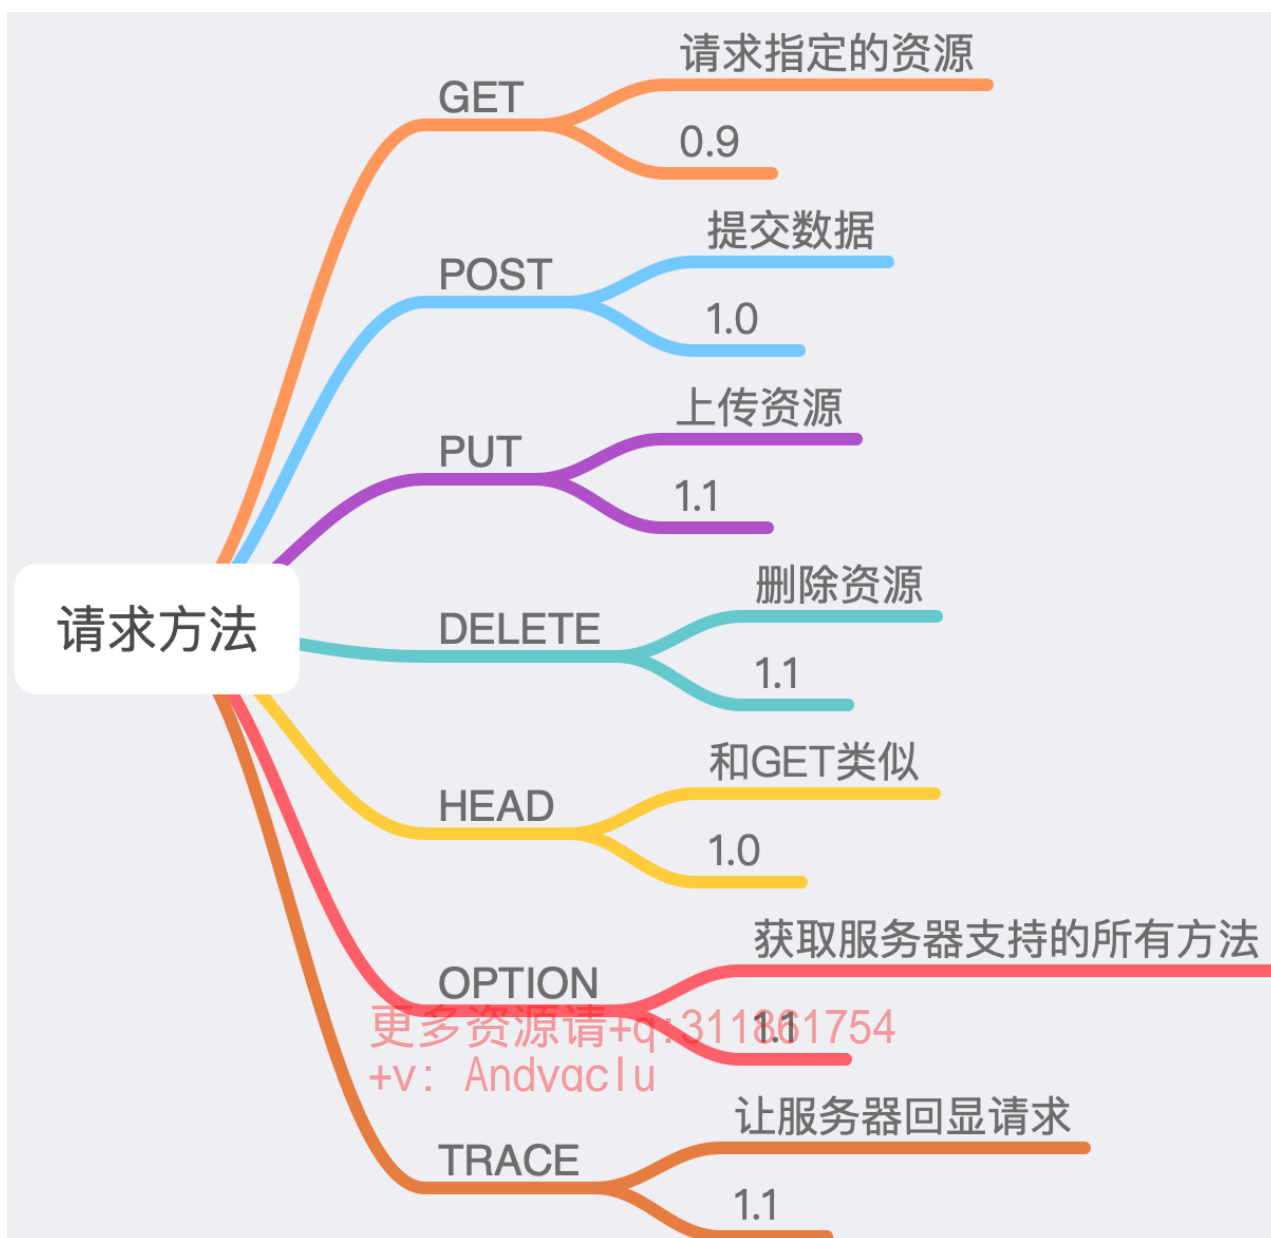 请求方法
GET
请求指定的资源
0.9
POST
提交数据
1.0
PUT
上传资源
1.1
DELETE
删除资源
1.1
HEAD
和GET类似
1.0
OPTION
获取服务器支持的所有方法
1.1
更多资源请+q:311861754
+v: Andvaclu
TRACE
让服务器回显请求
1.1